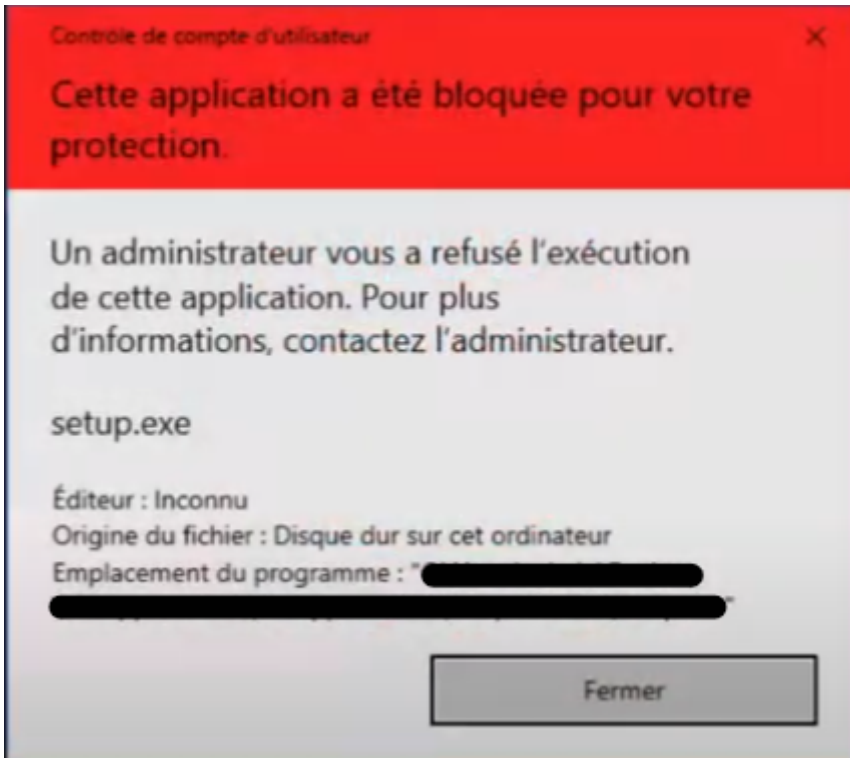 Contrôle de compte d'utilisateur
Cette application a été bloquée pour votre
protection.
Un administrateur vous a refusé l'exécution
de cette application. Pour plus
d'informations, contactez l'administrateur.
setup.exe
Éditeur : Inconnu
Origine du fichier : Disque dur sur cet ordinateur
Emplacement du programme : "
"
Fermer